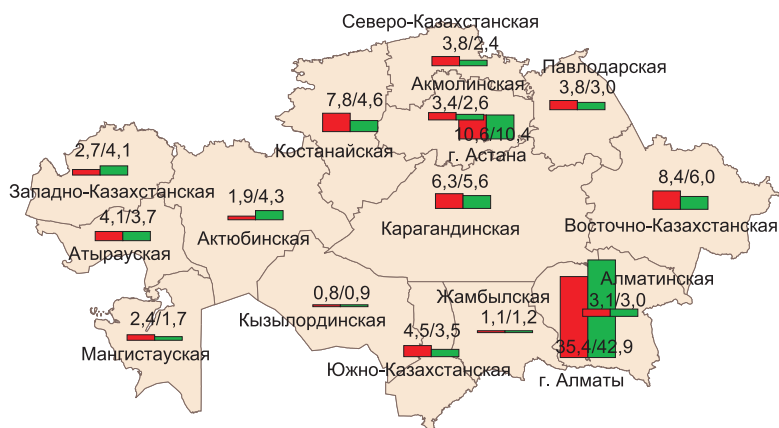 Северо-Казахстанская
3,8/2,4
Акмолинская
3,4/2,6
10,6/10,4
г. Астана
Павлодарская
3,8/3,0
7,8/4,6
Костанайская
2,7/4,1
Западно-Казахстанская
4,1/3,7
Атырауская
1,9/4,3
Актюбинская
6,3/5,6
Карагандинская
8,4/6,0
Восточно-Казахстанская
Алматинская
3,1/3,0
35,4/42,9
г. Алматы
Жамбылская
1,1/1,2
0,8/0,9
Кызылординская
4,5/3,5
Южно-Казахстанская
2,4/1,7
Мангистауская